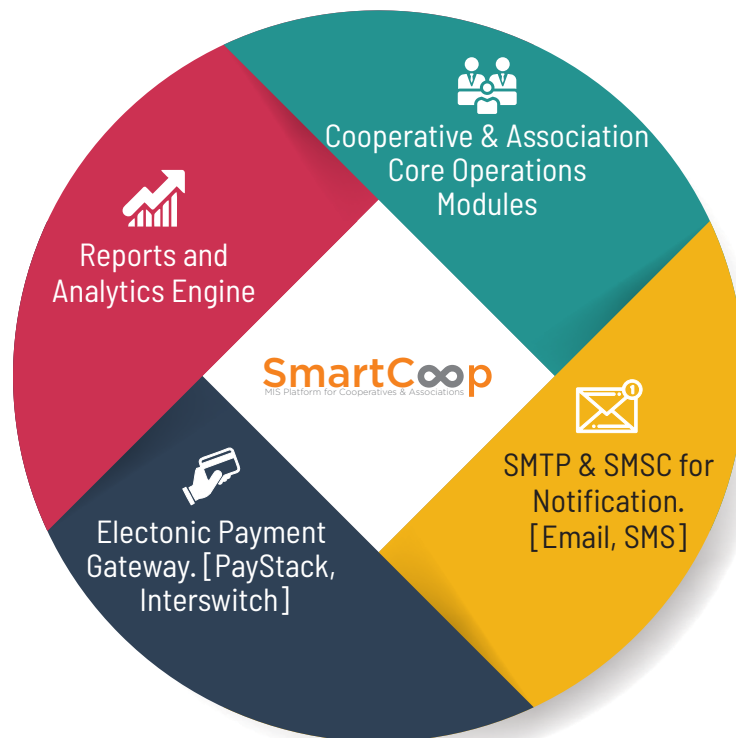 Cooperative & Association
Core Operations
Modules
Reports and
Analytics Engine
SmartCoop
MIS Platform for Cooperatives & Associations
1
SMTP & SMSC for
Notification.
[Email, SMS]
Electonic Payment
Gateway. [PayStack,
Interswitch]